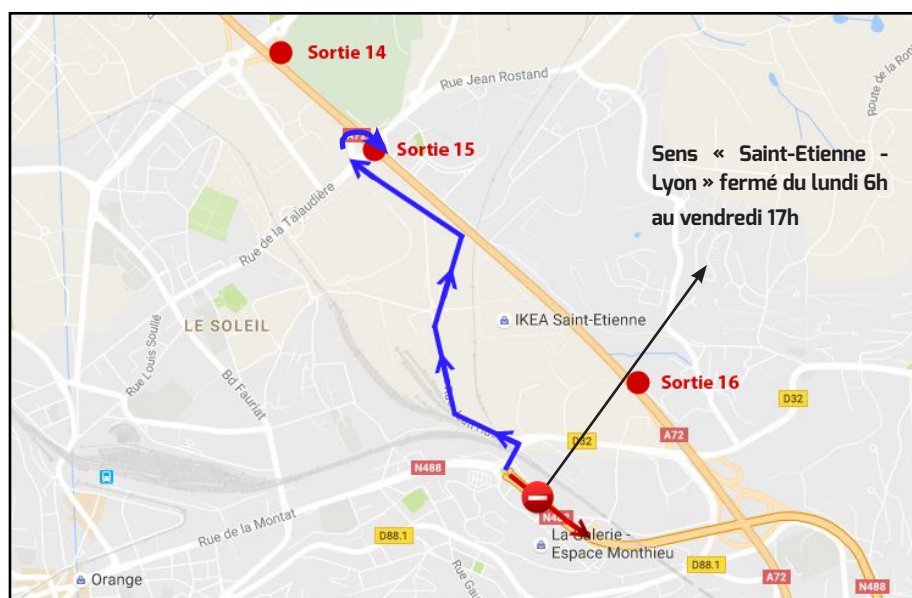 Sortie 14
Rue Jean Rostand
Route de la Ron
Sortie 15
Sens « Saint-Etienne -
Lyon » fermé du lundi 6h
au vendredi 17h
Rue de la Talaudière
IKEA Saint-Etienne
LE SOLEIL
Rue Louis Soulié
Bd Fauriat
Sortie 16
D32
D32
A72
N488
N488
Rue de la Montat
La Galerie -
Espace Monthieu
D88.1
D88.1
Orange
A72
N488